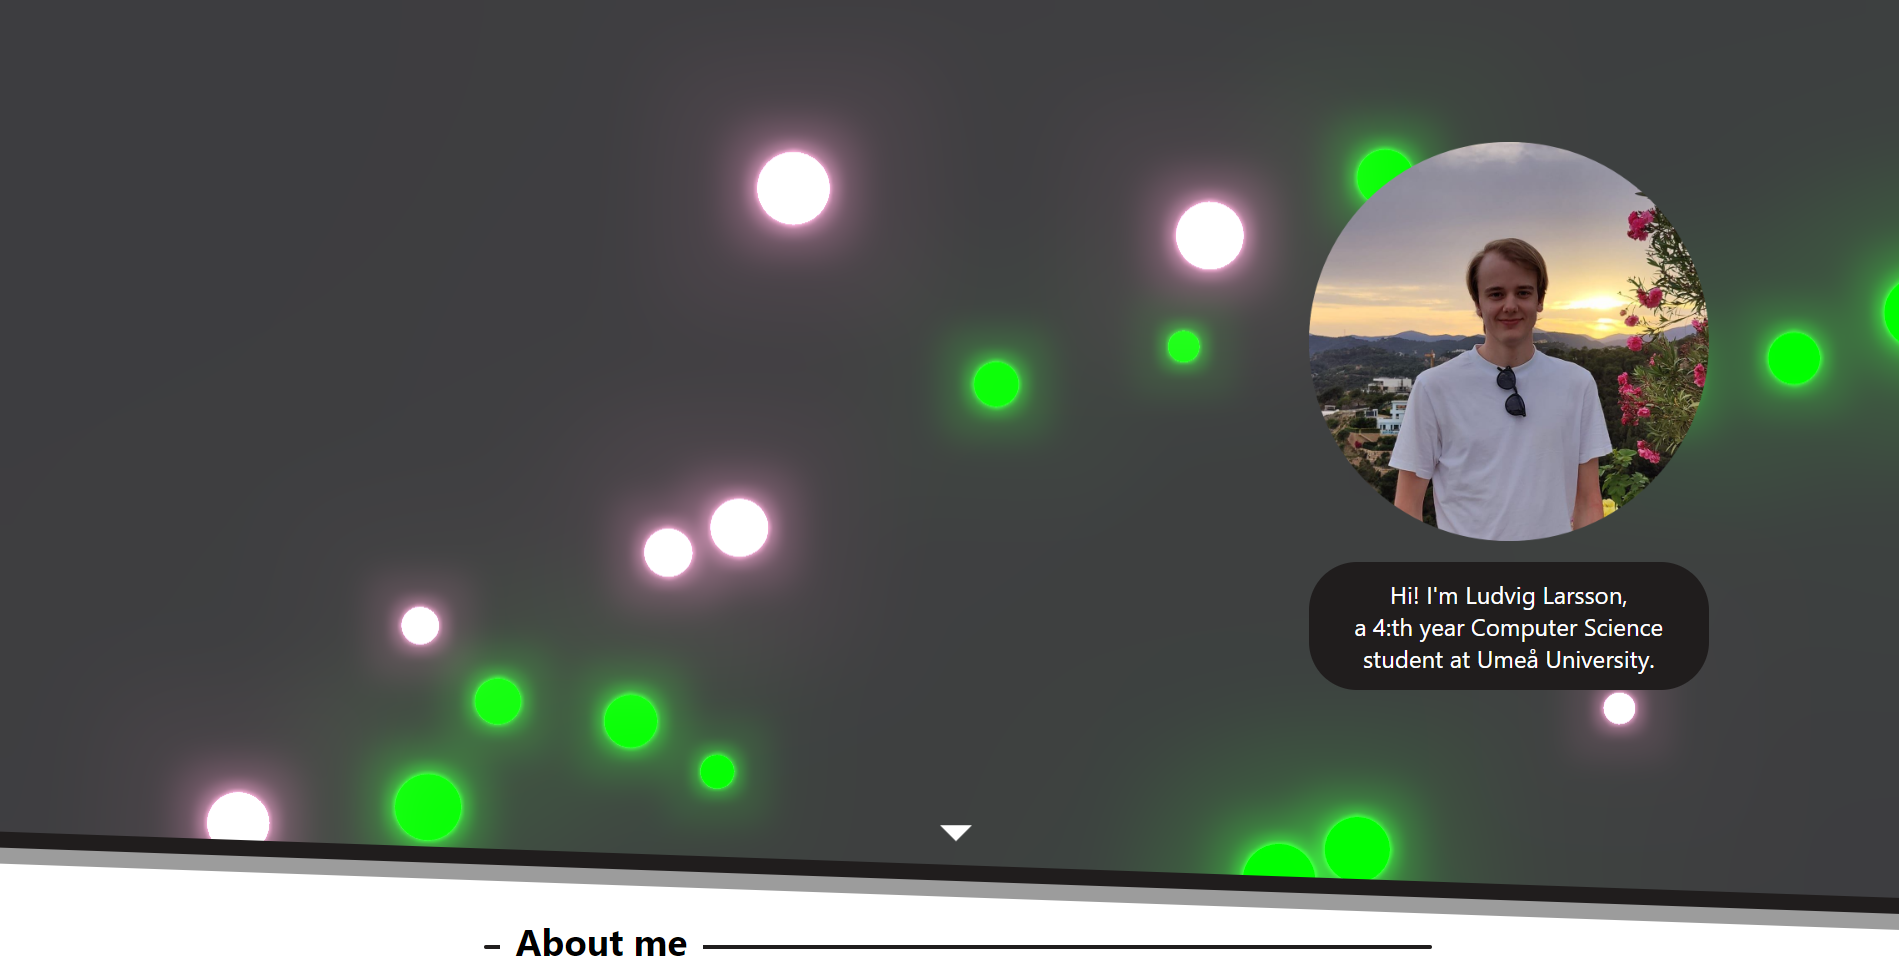 Hi! I'm Ludvig Larsson,
a 4:th year Computer Science
student at Umeå University.
About me